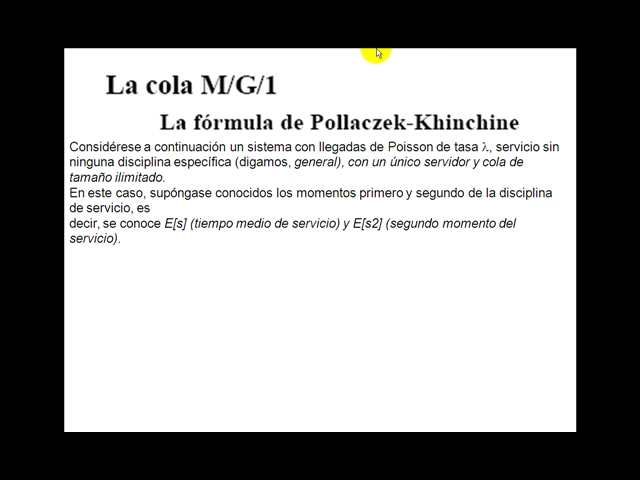 La cola M/G/1
La fórmula de Pollaczek-Khinchine
Considérese a continuación un sistema con llegadas de Poisson de tasa λ, servicio sin
ninguna disciplina específica (digamos, general), con un único servidor y cola de
tamaño ilimitado.
En este caso, supóngase conocidos los momentos primero y segundo de la disciplina
de servicio, es
decir, se conoce E[s] (tiempo medio de servicio) y E[s2] (segundo momento del
servicio).